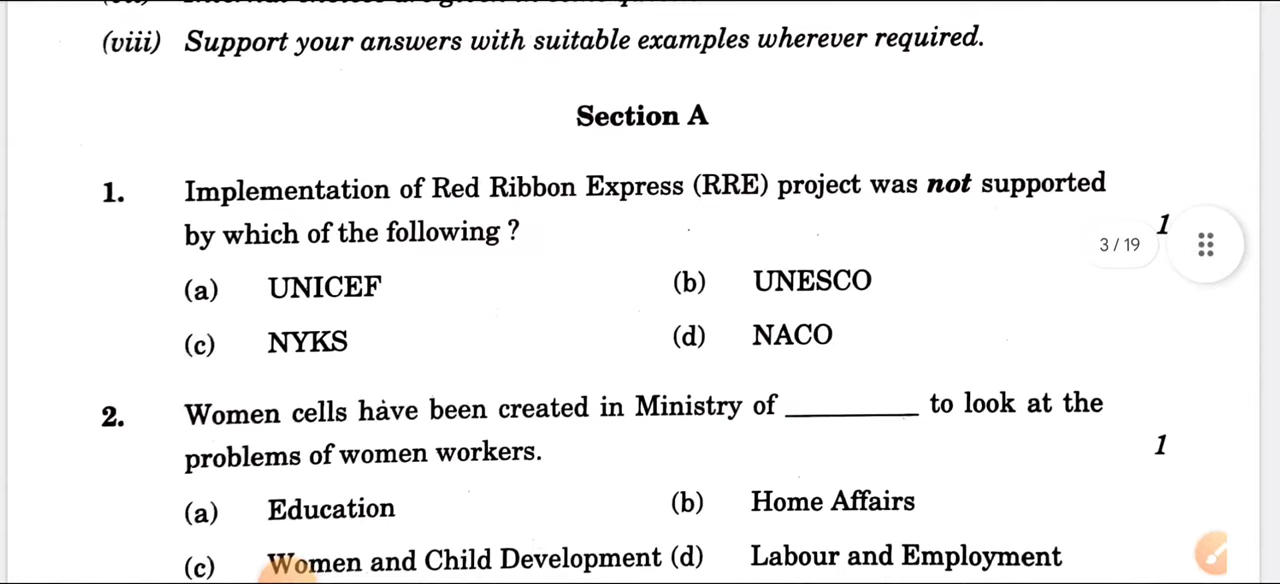 (viii) Support your answers with suitable examples wherever required.
Section A
1. Implementation of Red Ribbon Express (RRE) project was not supported
by which of the following ? 1
3 / 19
(a) UNICEF (b) UNESCO
(c) NYKS (d) NACO
2. Women cells have been created in Ministry of ________ to look at the
problems of women workers. 1
(a) Education (b) Home Affairs
(c) Women and Child Development (d) Labour and Employment